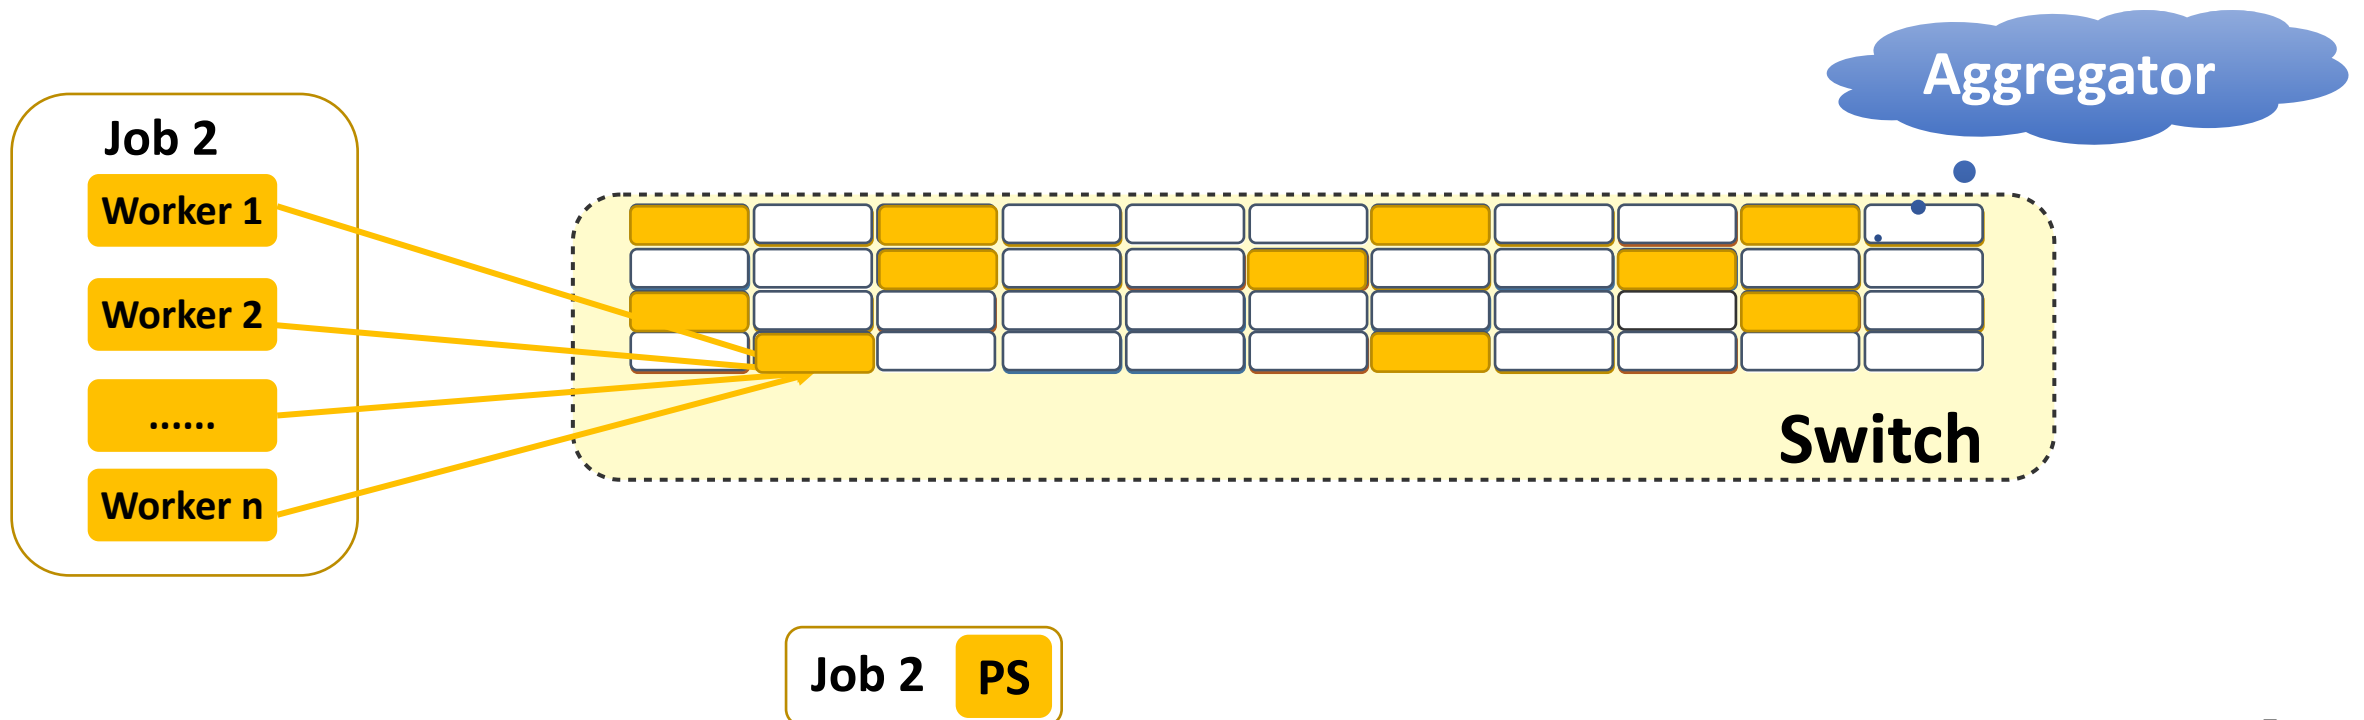 Aggregator
Job 2
Worker 1
Worker 2
......
Worker n
Switch
Job 2 PS